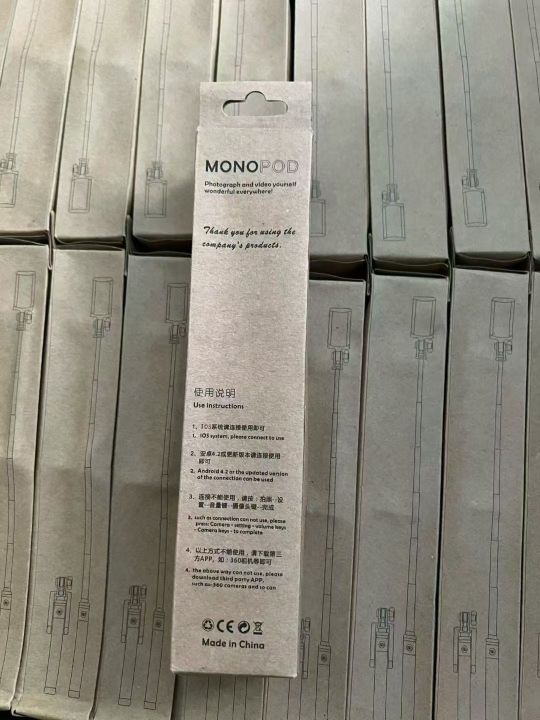 MONOPOD
Photograph and video yourself
wonderful everywhere!
Thank you for using the
company's products.
使用说明
Use Instructions
1、IOS系统请连接使用即可
1、IOS system, please connect to use
2、安卓4.2或更新版本请连接使用
即可
2、Android 4.2 or the updated version
of the connection can be used
3、连接不能使用，请按：拍照--设
置--音量键--摄像头键--完成
3、such as connection can not use, please
press: Camera - setting - volume keys
- Camera keys - to complete
4、以上方式不能使用，请下载第三
方APP，如：360相机等即可
4、the above way can not use, please
download third party APP,
such as: 360 cameras and so can
CE
Made in China